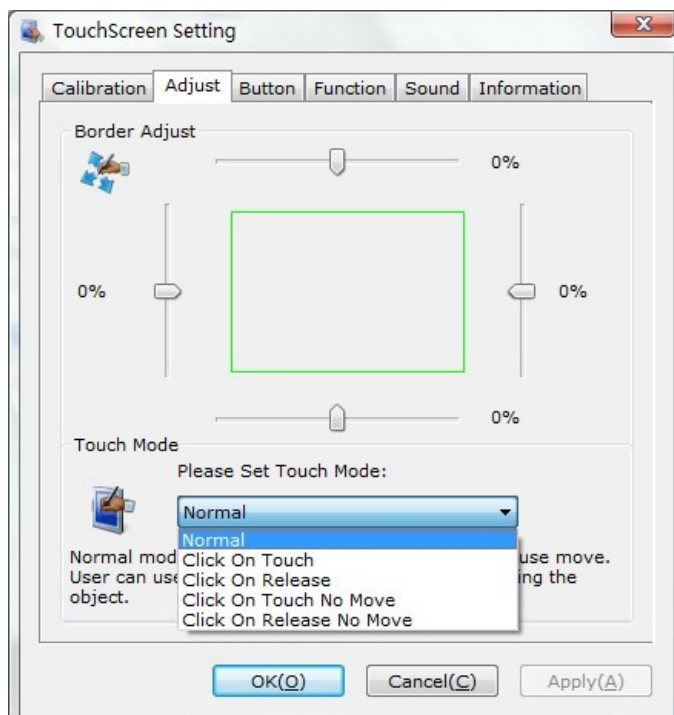 TouchScreen Setting
Calibration Adjust Button Function Sound Information
Border Adjust
0%
0% 0%
0%
Touch Mode
Please Set Touch Mode:
Normal
Normal
Click On Touch
Click On Release
Click On Touch No Move
Click On Release No Move
Normal use move.
User can ing the
object.
OK(O) Cancel(C) Apply(A)